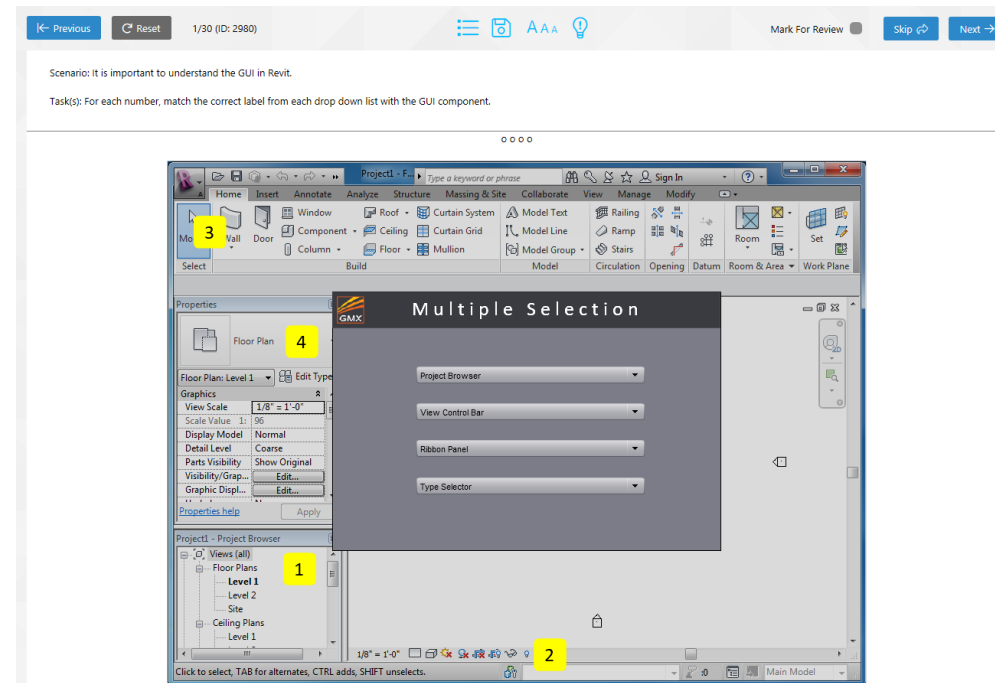 Previous Reset 1/30 (ID: 2980) AAA Mark For Review Skip Next
Scenario: It is important to understand the GUI in Revit.
Task(s): For each number, match the correct label from each drop down list with the GUI component.
Project1 - F... Type a keyword or phrase Sign In
Home Insert Annotate Analyze Structure Massing & Site Collaborate View Manage Modify
Window Roof Curtain System Model Text Railing
3 Wall Door Component Ceiling Curtain Grid Model Line Ramp Room Set
Column Floor Mullion Model Group Stairs
Select Build Model Circulation Opening Datum Room & Area Work Plane
Properties
GMX Multiple Selection
Floor Plan 4
2D
Floor Plan: Level 1 Edit Type
Graphics
View Scale 1/8" = 1'-0"
Scale Value 1: 96
Display Model Normal
Detail Level Coarse
Parts Visibility Show Original
Visibility/Grap... Edit...
Graphic Displ... Edit...
Properties help Apply
Project Browser
View Control Bar
Ribbon Panel
Type Selector
Project1 - Project Browser
Views (all)
Floor Plans
1
Level 1
Level 2
Site
Ceiling Plans
Level 1
1/8" = 1'-0" 2
Click to select, TAB for alternates, CTRL adds, SHIFT unselects. :0 Main Model